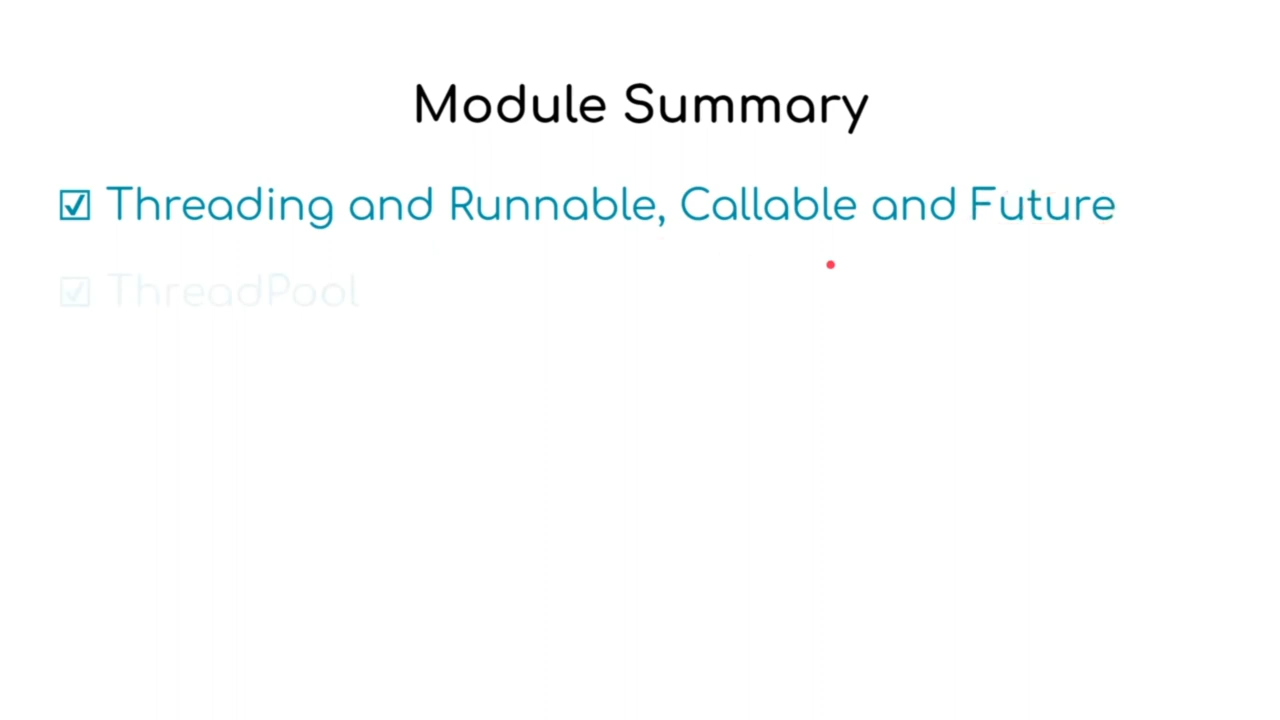 Module Summary
☑ Threading and Runnable, Callable and Future
☑ ThreadPool